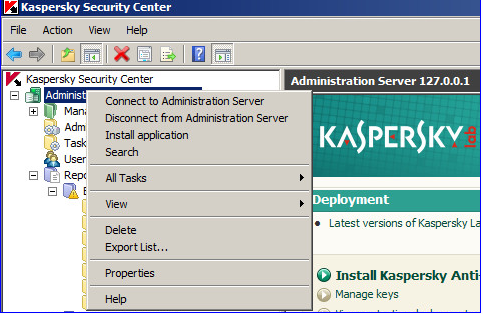 Kaspersky Security Center
File Action View Help
Kaspersky Security Center
Administ
Mana
Admi
Task
User
Repo
Connect to Administration Server
Disconnect from Administration Server
Install application
Search
All Tasks
View
Delete
Export List...
Properties
Help
Administration Server 127.0.0.1
KASPERSKY lab
Deployment
Latest versions of Kaspersky La
Install Kaspersky Anti-
Manage keys